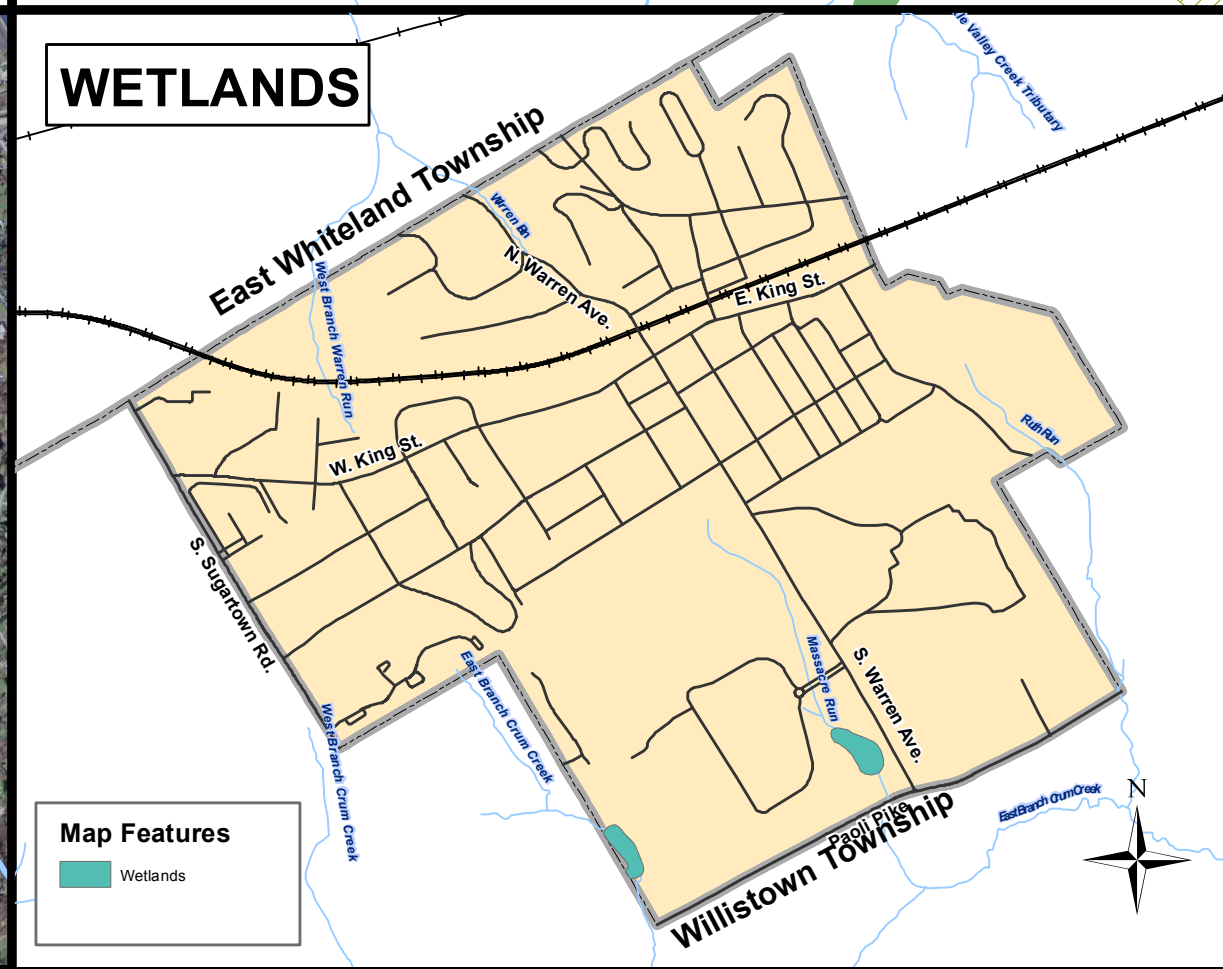 WETLANDS
Valley Creek Tributary
East Whiteland Township
Warren Rn
N. Warren Ave.
West Branch Warren Run
E. King St.
W. King St.
Ruth Run
S. Sugartown Rd.
Massacre Run
S. Warren Ave.
East Branch Crum Creek
West Branch Crum Creek
East Branch Crum Creek
Paoli Pike
Willistown Township
N
Map Features
Wetlands